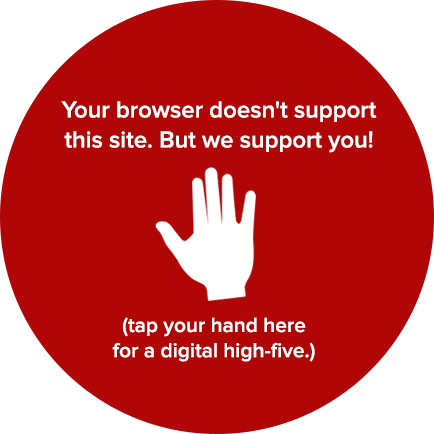 Your browser doesn't support
this site. But we support you!
(tap your hand here
for a digital high-five.)